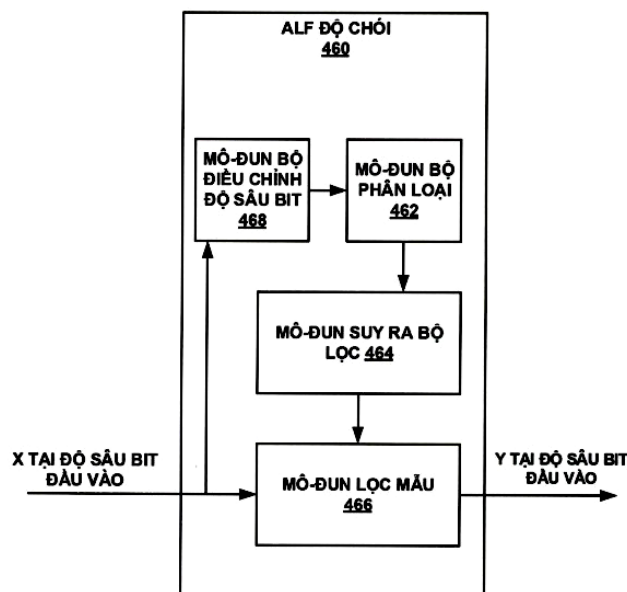 ALF ĐỘ CHÓI
460
MÔ-ĐUN BỘ
ĐIỀU CHỈNH
ĐỘ SÂU BIT
468
MÔ-ĐUN BỘ
PHÂN LOẠI
462
MÔ-ĐUN SUY RA BỘ
LỌC 464
X TẠI ĐỘ SÂU BIT
ĐẦU VÀO
MÔ-ĐUN LỌC MẪU
466
Y TẠI ĐỘ SÂU BIT
ĐẦU VÀO